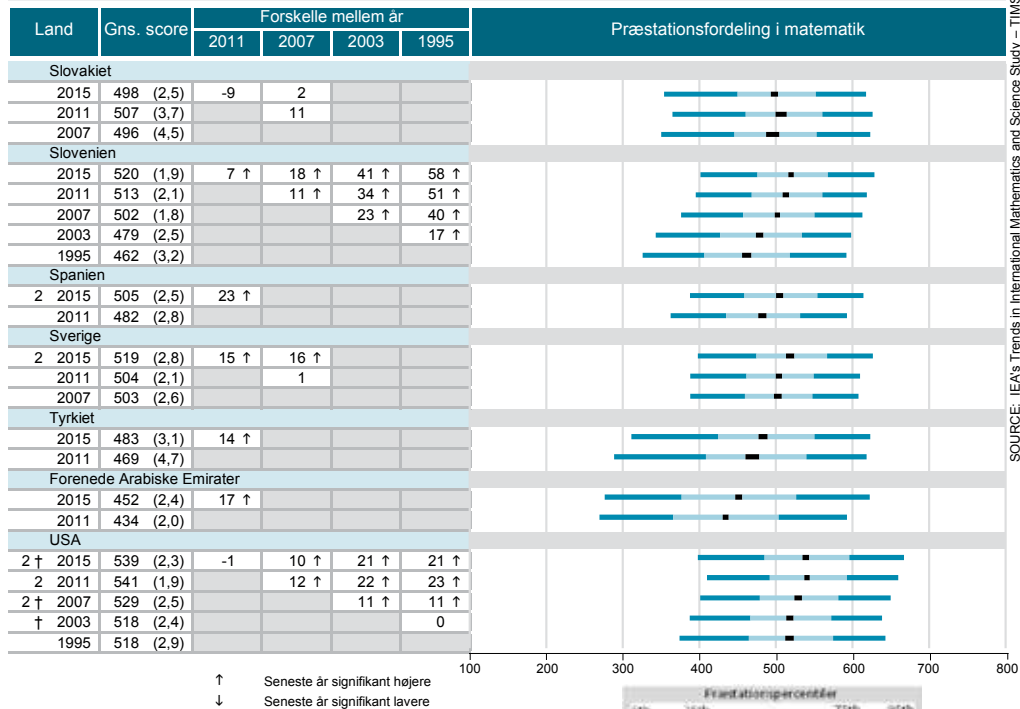 Land Gns. score Forskelle mellem år Præstationsfordeling i matematik
2011 2007 2003 1995
Slovakiet
2015 498 (2,5) -9 2
2011 507 (3,7) 11
2007 496 (4,5)
Slovenien
2015 520 (1,9) 7 ↑ 18 ↑ 41 ↑ 58 ↑
2011 513 (2,1) 11 ↑ 34 ↑ 51 ↑
2007 502 (1,8) 23 ↑ 40 ↑
2003 479 (2,5) 17 ↑
1995 462 (3,2)
Spanien
2 2015 505 (2,5) 23 ↑
2011 482 (2,8)
Sverige
2 2015 519 (2,8) 15 ↑ 16 ↑
2011 504 (2,1) 1
2007 503 (2,6)
Tyrkiet
2015 483 (3,1) 14 ↑
2011 469 (4,7)
Forenede Arabiske Emirater
2015 452 (2,4) 17 ↑
2011 434 (2,0)
USA
2 † 2015 539 (2,3) -1 10 ↑ 21 ↑ 21 ↑
2 2011 541 (1,9) 12 ↑ 22 ↑ 23 ↑
2 † 2007 529 (2,5) 11 ↑ 11 ↑
† 2003 518 (2,4) 0
1995 518 (2,9)
100 200 300 400 500 600 700 800
↑ Seneste år signifikant højere
↓ Seneste år signifikant lavere
Præstationspercentiler
SOURCE: IEA's Trends in International Mathematics and Science Study – TIMS